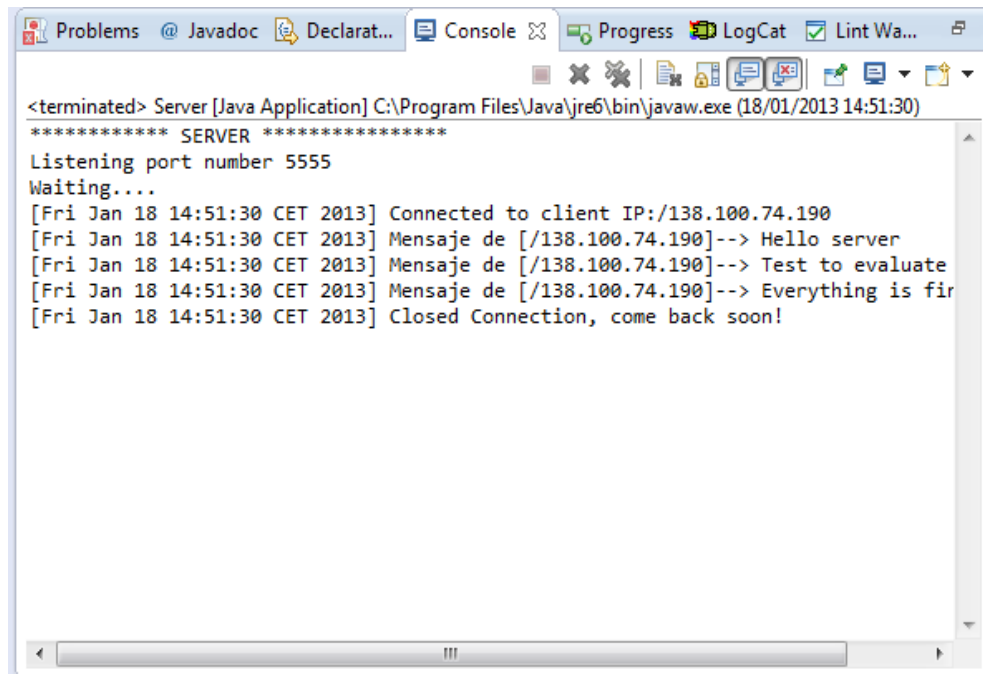 Problems @ Javadoc Declarat... Console Progress LogCat Lint Wa...
<terminated> Server [Java Application] C:\Program Files\Java\jre6\bin\javaw.exe (18/01/2013 14:51:30)
************ SERVER ****************
Listening port number 5555
Waiting....
[Fri Jan 18 14:51:30 CET 2013] Connected to client IP:/138.100.74.190
[Fri Jan 18 14:51:30 CET 2013] Mensaje de [/138.100.74.190]--> Hello server
[Fri Jan 18 14:51:30 CET 2013] Mensaje de [/138.100.74.190]--> Test to evaluate
[Fri Jan 18 14:51:30 CET 2013] Mensaje de [/138.100.74.190]--> Everything is
[Fri Jan 18 14:51:30 CET 2013] Closed Connection, come back soon!